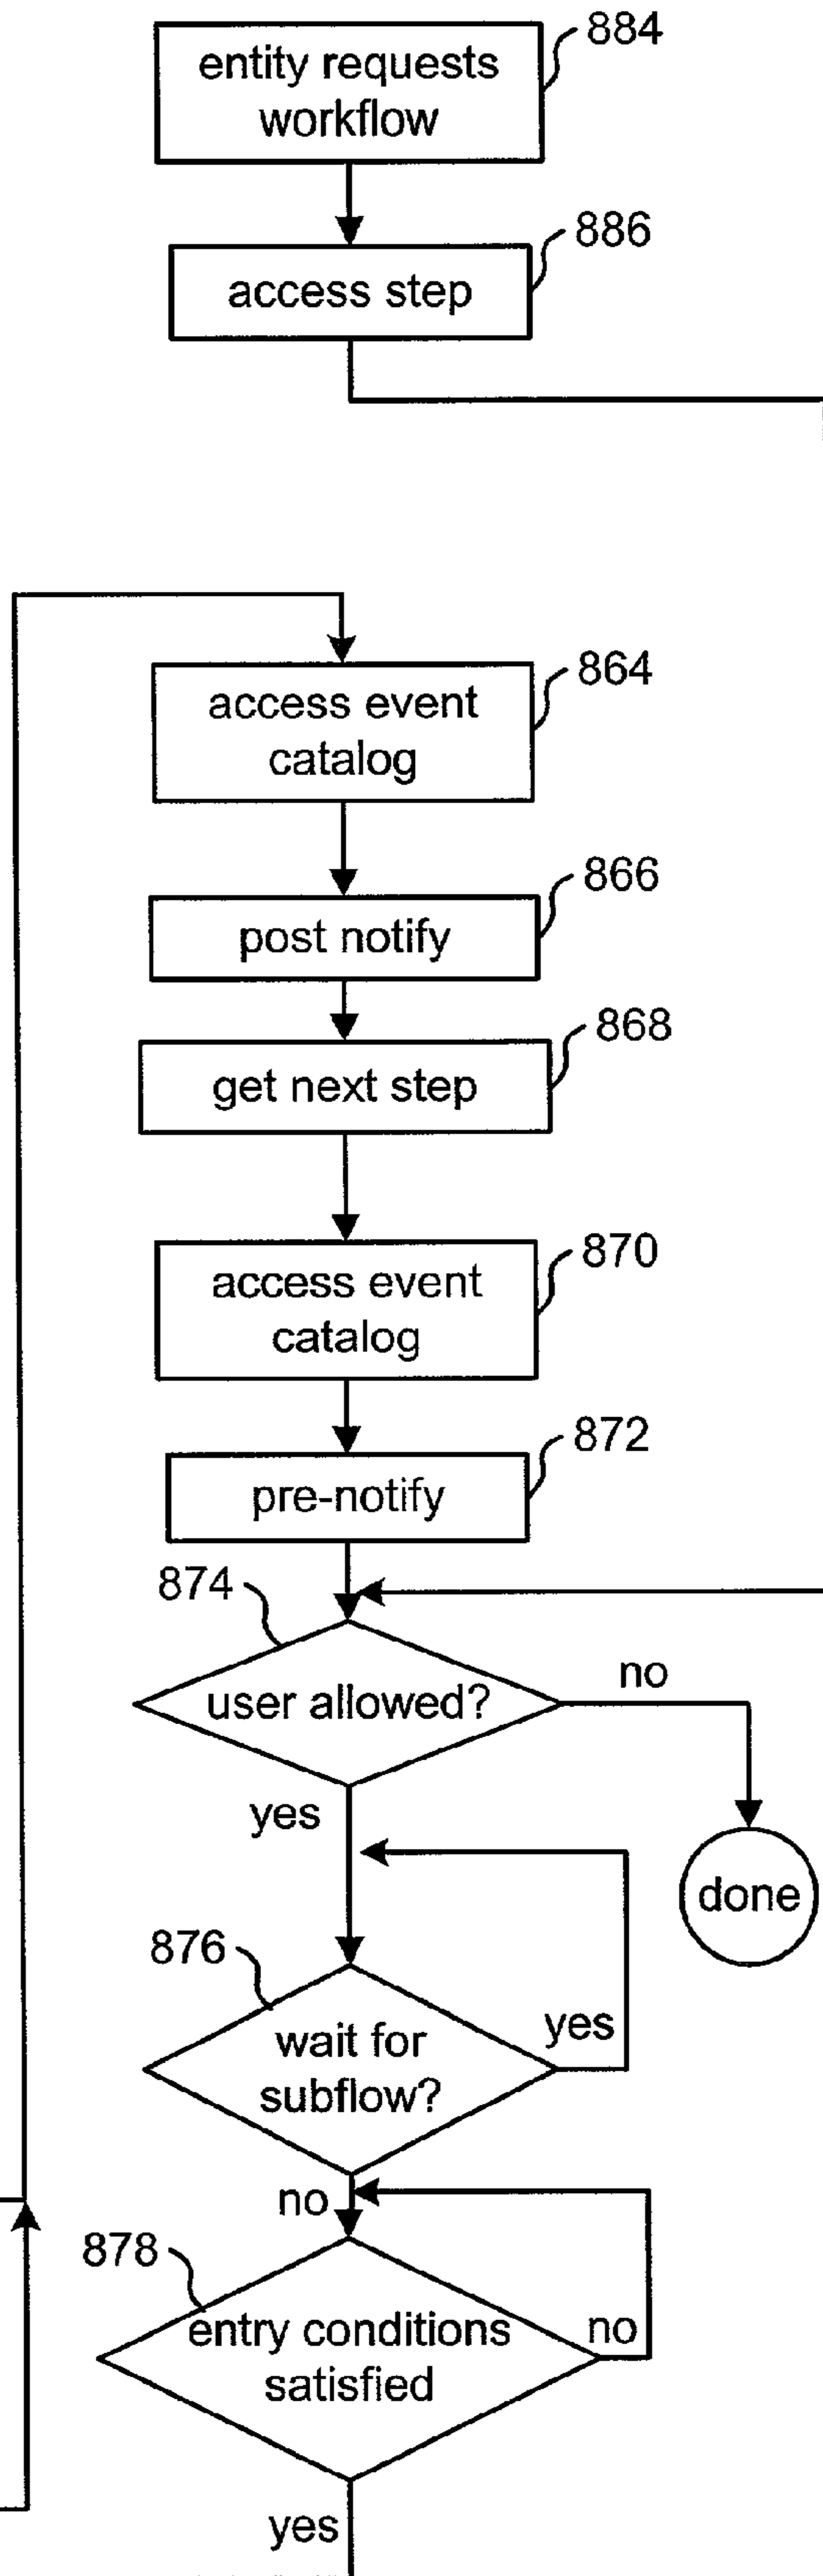 884
entity requests
workflow
886
access step
864
access event
catalog
866
post notify
868
get next step
870
access event
catalog
872
pre-notify
874
user allowed?
no
yes
done
876
wait for
subflow?
yes
no
878
entry conditions
satisfied
no
yes